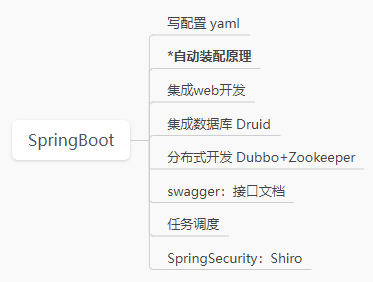 写配置 yaml
*自动装配原理
集成web开发
集成数据库 Druid
SpringBoot
分布式开发 Dubbo+Zookeeper
swagger：接口文档
任务调度
SpringSecurity：Shiro